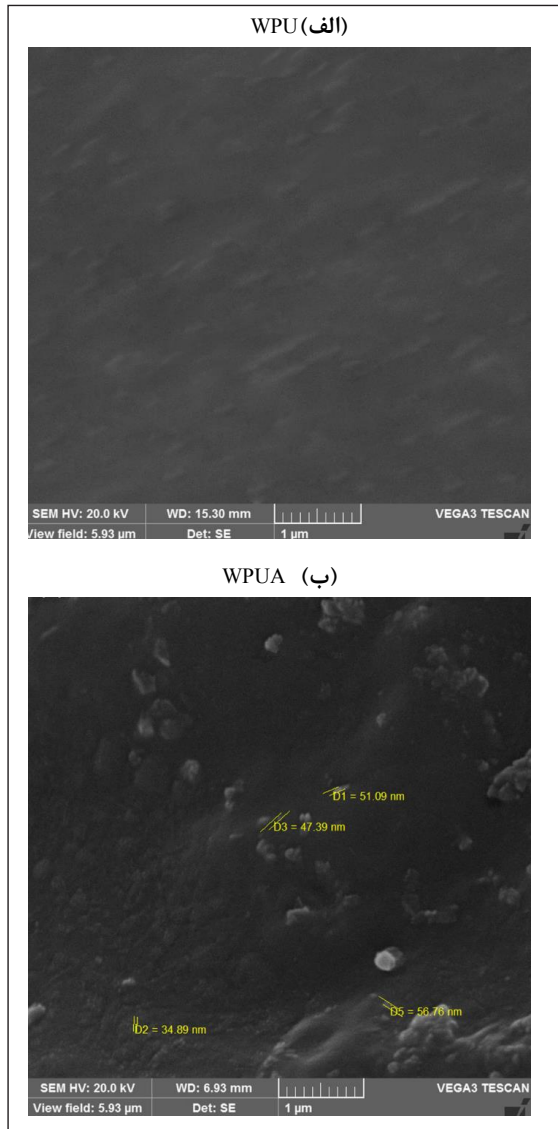 (الف) WPU
SEM HV: 20.0 kV WD: 15.30 mm VEGA3 TESCAN
View field: 5.93 µm Det: SE 1 µm
(ب) WPUA
D1 = 51.09 nm
D3 = 47.39 nm
D5 = 56.76 nm
D2 = 34.89 nm
SEM HV: 20.0 kV WD: 6.93 mm VEGA3 TESCAN
View field: 5.93 µm Det: SE 1 µm